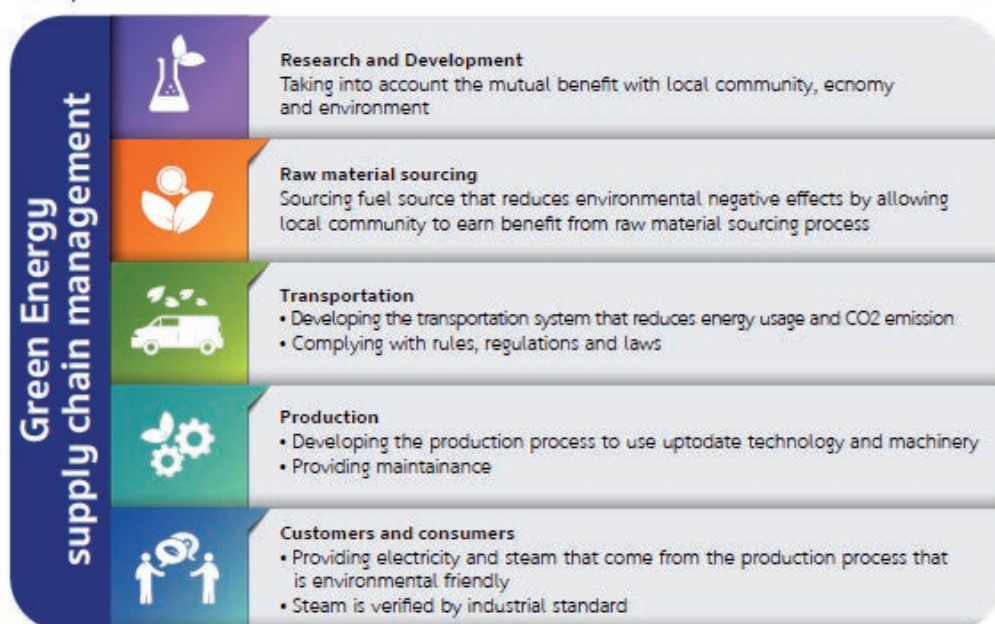 Green Energy
supply chain management
Research and Development
Taking into account the mutual benefit with local community, ecnomy
and environment
Raw material sourcing
Sourcing fuel source that reduces environmental negative effects by allowing
local community to earn benefit from raw material sourcing process
Transportation
• Developing the transportation system that reduces energy usage and CO2 emission
• Complying with rules, regulations and laws
Production
• Developing the production process to use uptodate technology and machinery
• Providing maintainance
Customers and consumers
• Providing electricity and steam that come from the production process that
is environmental friendly
• Steam is verified by industrial standard